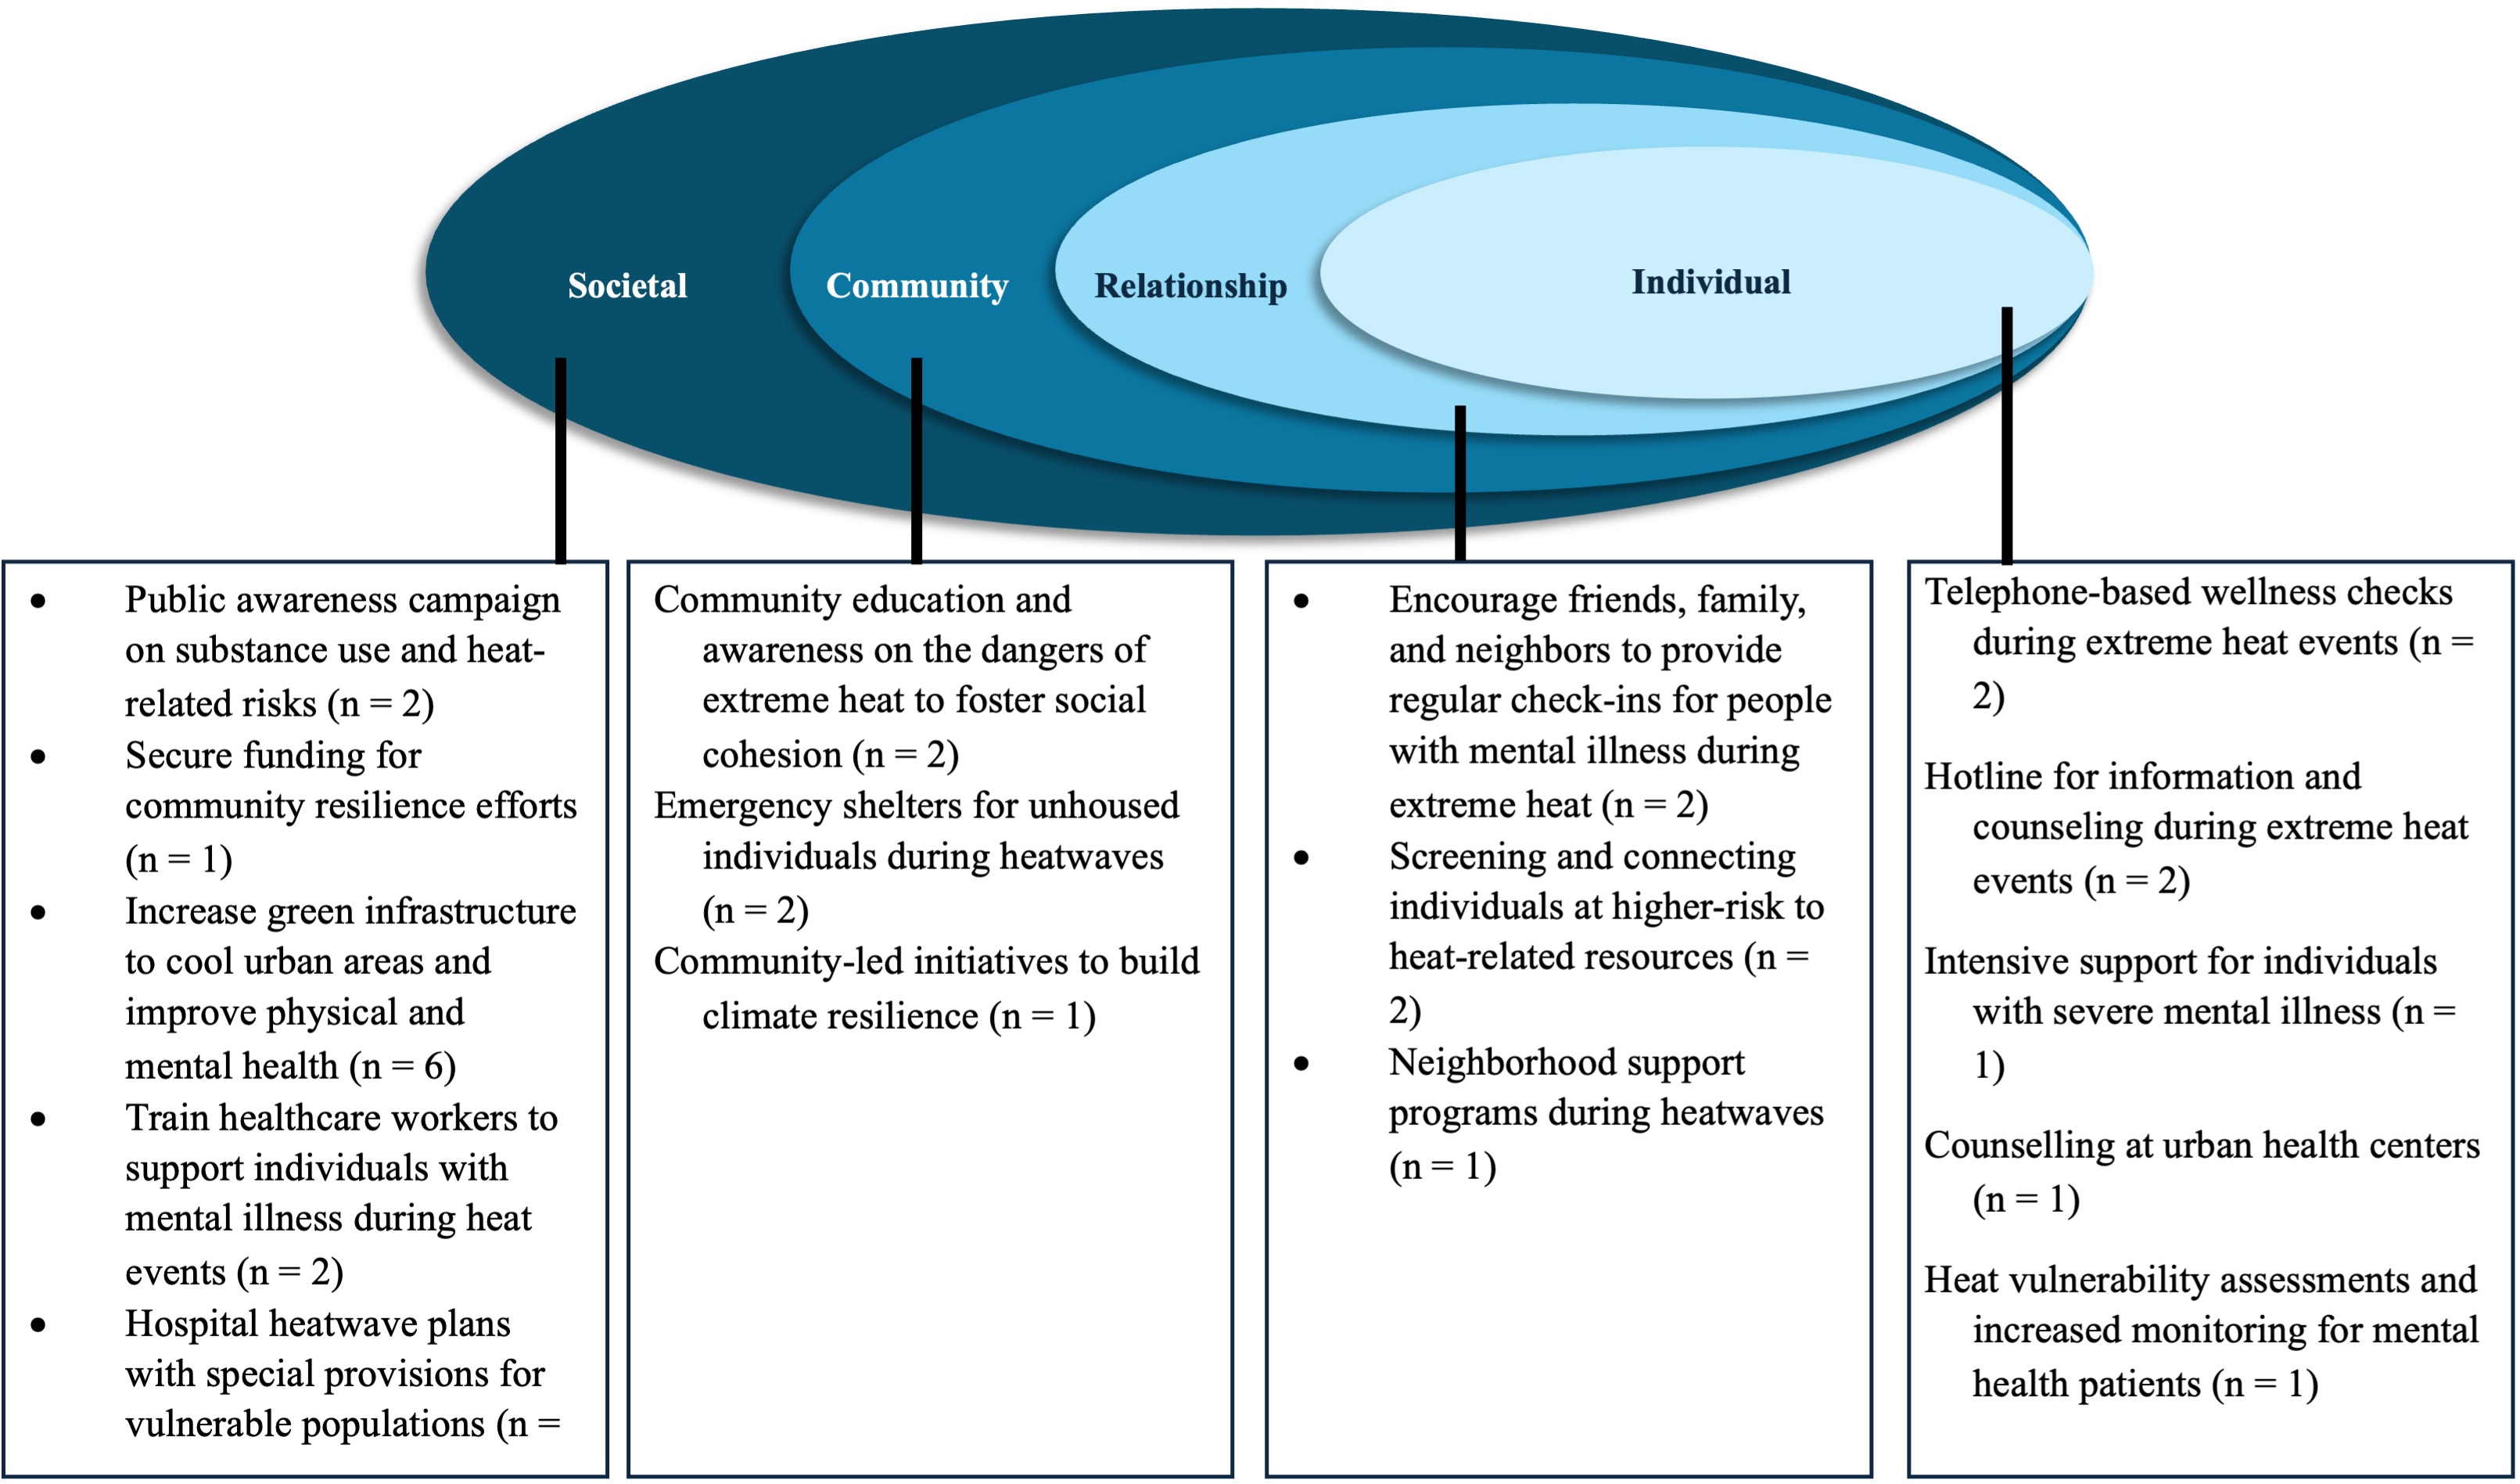 Societal
Community
Relationship
Individual
• Public awareness campaign
on substance use and heat-
related risks (n = 2)
• Secure funding for
community resilience efforts
(n = 1)
• Increase green infrastructure
to cool urban areas and
improve physical and
mental health (n = 6)
• Train healthcare workers to
support individuals with
mental illness during heat
events (n = 2)
• Hospital heatwave plans
with special provisions for
vulnerable populations (n =
Community education and
awareness on the dangers of
extreme heat to foster social
cohesion (n = 2)
Emergency shelters for unhoused
individuals during heatwaves
(n = 2)
Community-led initiatives to build
climate resilience (n = 1)
• Encourage friends, family,
and neighbors to provide
regular check-ins for people
with mental illness during
extreme heat (n = 2)
• Screening and connecting
individuals at higher-risk to
heat-related resources (n =
2)
• Neighborhood support
programs during heatwaves
(n = 1)
Telephone-based wellness checks
during extreme heat events (n =
2)
Hotline for information and
counseling during extreme heat
events (n = 2)
Intensive support for individuals
with severe mental illness (n =
1)
Counselling at urban health centers
(n = 1)
Heat vulnerability assessments and
increased monitoring for mental
health patients (n = 1)